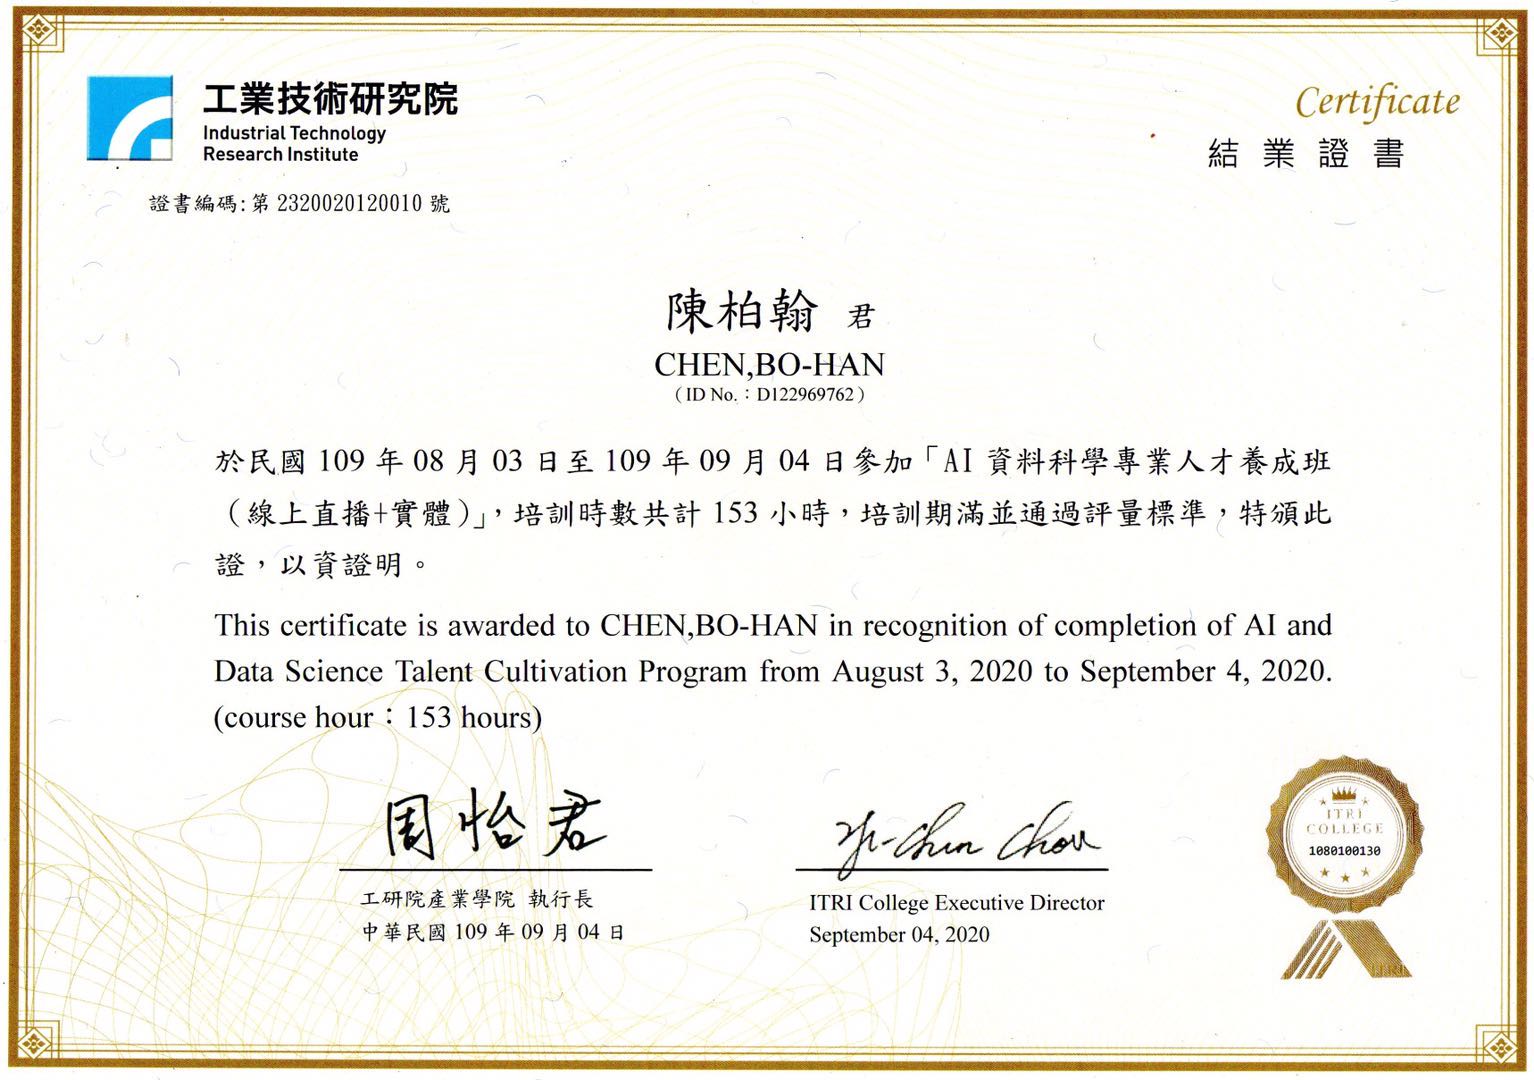 工業技術研究院
Industrial Technology
Research Institute
Certificate
結業證書
證書編碼:第 2320020120010 號
陳柏翰 君
CHEN,BO-HAN
（ID No.：D122969762）
於民國 109 年 08 月 03 日至 109 年 09 月 04 日參加「AI 資料科學專業人才養成班
（線上直播+實體）」，培訓時數共計 153 小時，培訓期滿並通過評量標準，特頒此
證，以資證明。
This certificate is awarded to CHEN,BO-HAN in recognition of completion of AI and
Data Science Talent Cultivation Program from August 3, 2020 to September 4, 2020.
(course hour：153 hours)
周怡君
工研院產業學院 執行長
中華民國 109 年 09 月 04 日
Yi-Chun Chou
ITRI College Executive Director
September 04, 2020
ITRI
COLLEGE
1080100130
ITRI